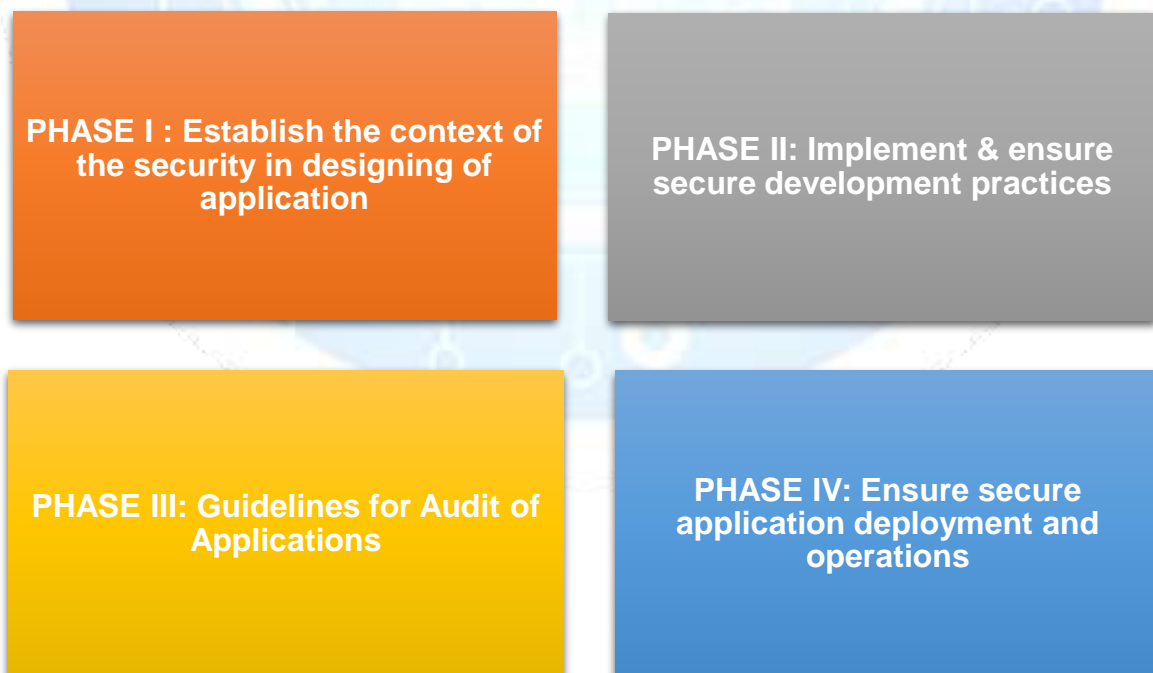 PHASE I : Establish the context of
the security in designing of
application
PHASE II: Implement & ensure
secure development practices
PHASE III: Guidelines for Audit of
Applications
PHASE IV: Ensure secure
application deployment and
operations